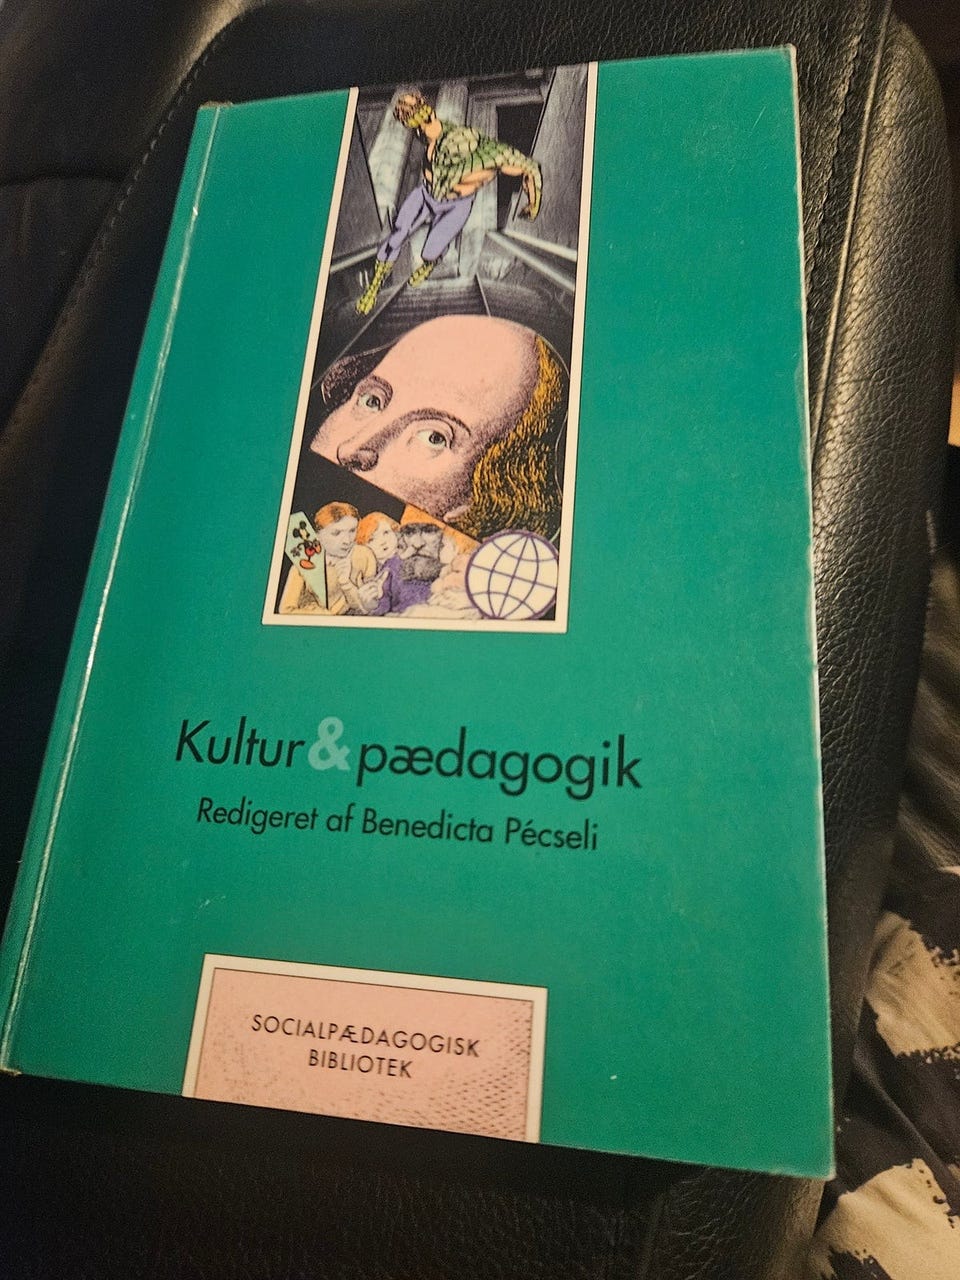 Kultur & pædagogik
Redigeret af Benedicta Pécseli
SOCIALPÆDAGOGISK
BIBLIOTEK